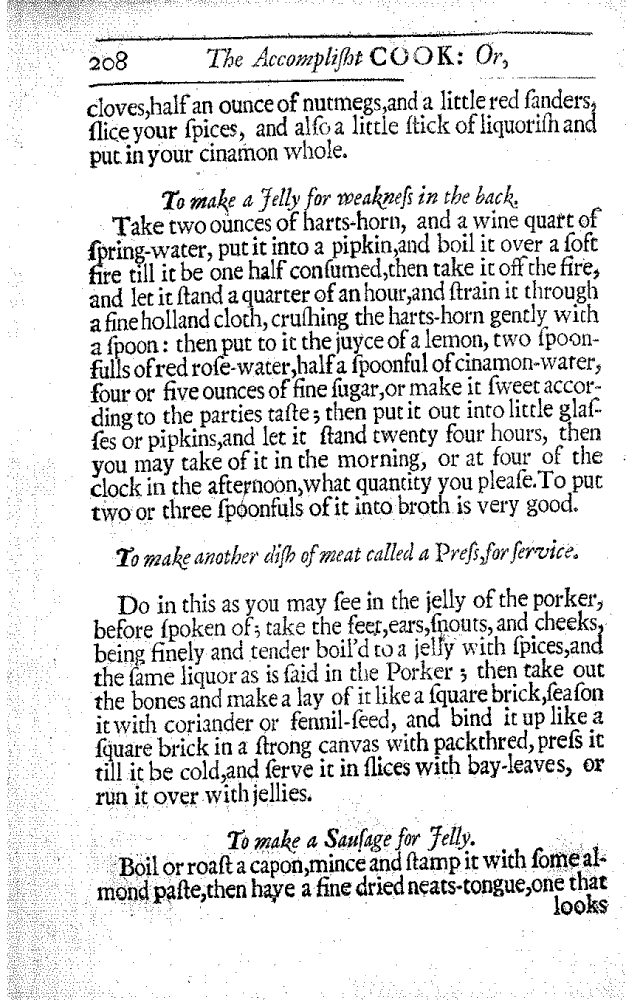 208 The Accompliſht COOK: Or,
cloves,half an ounce of nutmegs,and a little red ſanders,
ſlice your ſpices, and alſo a little ſtick of liquoriſh and
put in your cinamon whole.
To make a Jelly for weakneſs in the back.
Take two ounces of harts-horn, and a wine quart of
ſpring-water, put it into a pipkin,and boil it over a ſoft
fire till it be one half conſumed,then take it off the fire,
and let it ſtand a quarter of an hour,and ſtrain it through
a fine holland cloth, cruſhing the harts-horn gently with
a ſpoon: then put to it the juyce of a lemon, two ſpoon-
fulls of red roſe-water,half a ſpoonful of cinamon-water,
four or five ounces of fine ſugar,or make it ſweet accor-
ding to the parties taſte; then put it out into little glaſ-
ſes or pipkins,and let it ſtand twenty four hours, then
you may take of it in the morning, or at four of the
clock in the afternoon,what quantity you pleaſe.To put
two or three ſpoonfuls of it into broth is very good.
To make another diſh of meat called a Preſs,for ſervice.
Do in this as you may ſee in the jelly of the porker,
before ſpoken of; take the feet,ears,ſnouts, and cheeks,
being finely and tender boil'd to a jelly with ſpices,and
the ſame liquor as is ſaid in the Porker ; then take out
the bones and make a lay of it like a ſquare brick,ſeaſon
it with coriander or fennil-ſeed, and bind it up like a
ſquare brick in a ſtrong canvas with packthred, preſs it
till it be cold,and ſerve it in ſlices with bay-leaves, or
run it over with jellies.
To make a Sauſage for Jelly.
Boil or roaſt a capon,mince and ſtamp it with ſome al-
mond paſte,then have a fine dried neats-tongue,one that
looks